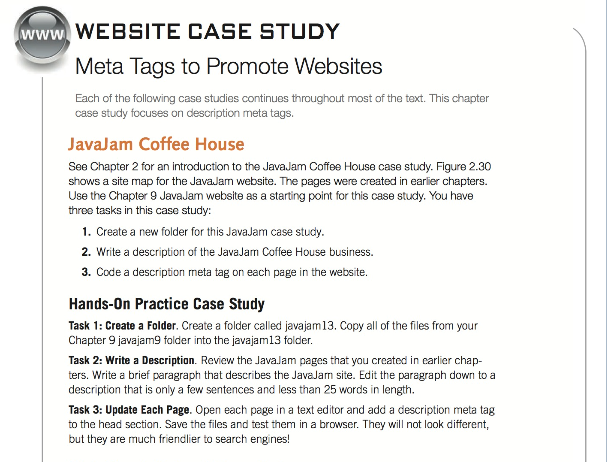 WWW WEBSITE CASE STUDY
Meta Tags to Promote Websites
Each of the following case studies continues throughout most of the text. This chapter
case study focuses on description meta tags.
JavaJam Coffee House
See Chapter 2 for an introduction to the JavaJam Coffee House case study. Figure 2.30
shows a site map for the JavaJam website. The pages were created in earlier chapters.
Use the Chapter 9 JavaJam website as a starting point for this case study. You have
three tasks in this case study:
1. Create a new folder for this JavaJam case study.
2. Write a description of the JavaJam Coffee House business.
3. Code a description meta tag on each page in the website.
Hands-On Practice Case Study
Task 1: Create a Folder. Create a folder called javajam13. Copy all of the files from your
Chapter 9 javajam9 folder into the javajam13 folder.
Task 2: Write a Description. Review the JavaJam pages that you created in earlier chap-
ters. Write a brief paragraph that describes the JavaJam site. Edit the paragraph down to a
description that is only a few sentences and less than 25 words in length.
Task 3: Update Each Page. Open each page in a text editor and add a description meta tag
to the head section. Save the files and test them in a browser. They will not look different,
but they are much friendlier to search engines!